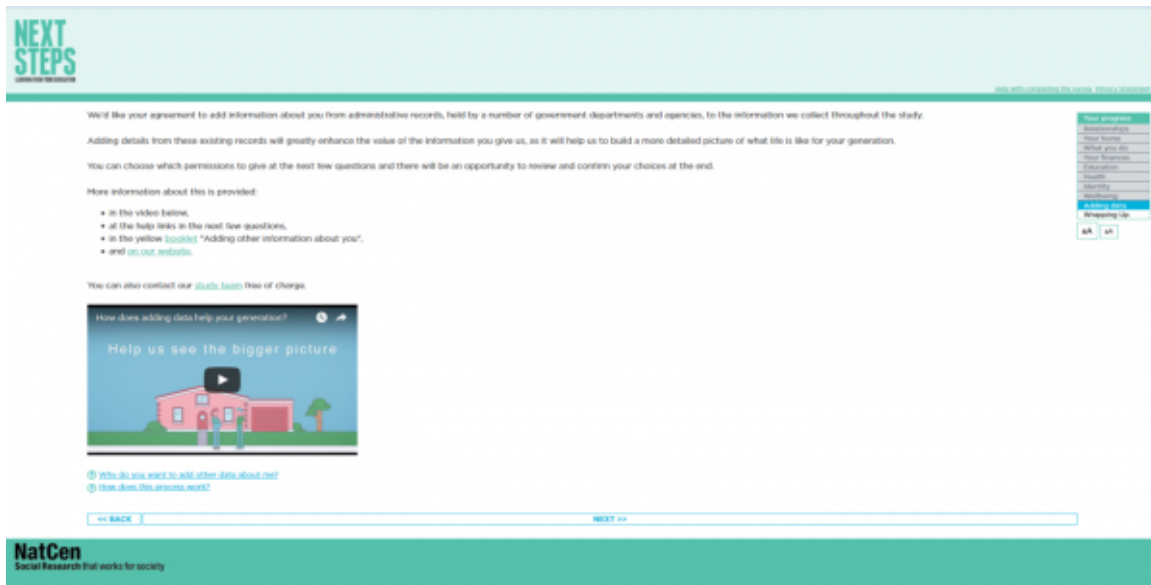 NEXT
STEPS
Help with completing the survey Privacy Statement
We'd like your agreement to add information about you from administrative records, held by a number of government departments and agencies, to the information we collect throughout the study.
Adding details from these existing records will greatly enhance the value of the information you give us, as it will help us to build a more detailed picture of what life is like for your generation.
You can choose which permissions to give at the next few questions and there will be an opportunity to review and confirm your choices at the end.
More information about this is provided:
• in the video below,
• at the help links in the next few questions,
• in the yellow booklet "Adding other information about you",
• and on our website.
You can also contact our study team free of charge.
How does adding data help your generation?
Help us see the bigger picture
Why do you want to add other data about me?
How does this process work?
<< BACK
NEXT >>
Your progress
Relationships
Your home
What you do
Your finances
Education
Health
Identity
Wellbeing
Adding data
Wrapping Up
aA aA
NatCen
Social Research that works for society